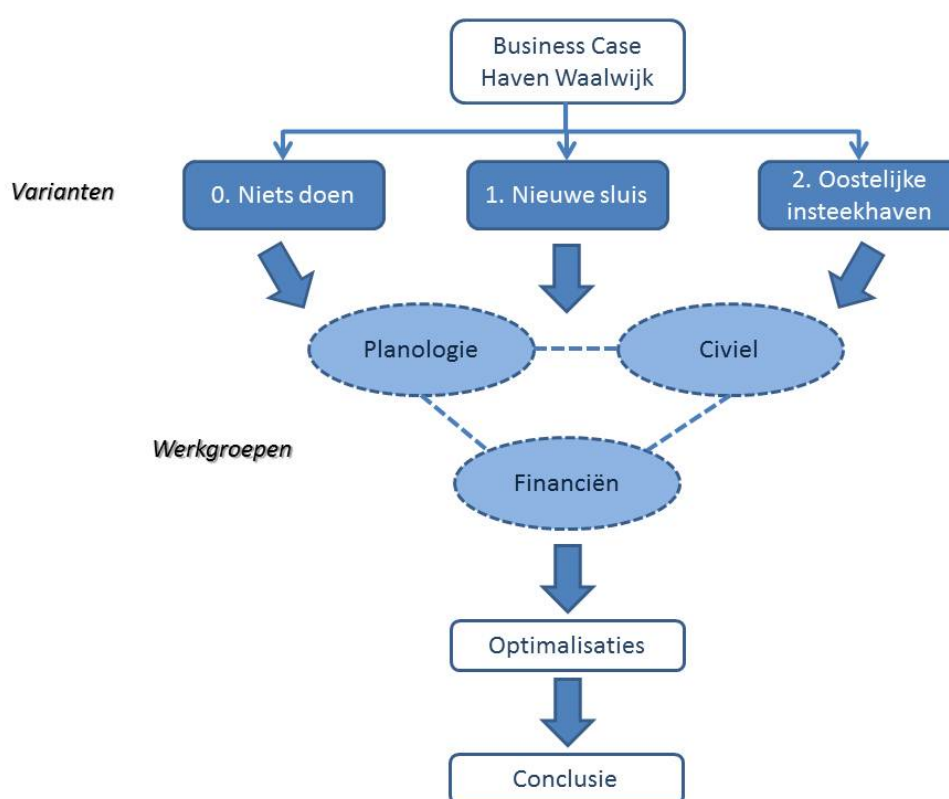 Business Case
Haven Waalwijk
Varianten
0. Niets doen
1. Nieuwe sluis
2. Oostelijke
insteekhaven
Planologie
Civiel
Werkgroepen
Financiën
Optimalisaties
Conclusie